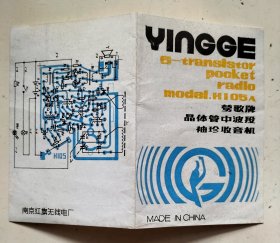 YINGGE
6-transistor
pocket
radio
model.H105A
莺歌牌
晶体管中波段
袖珍收音机
MADE IN CHINA
H105
南京红旗无线电厂